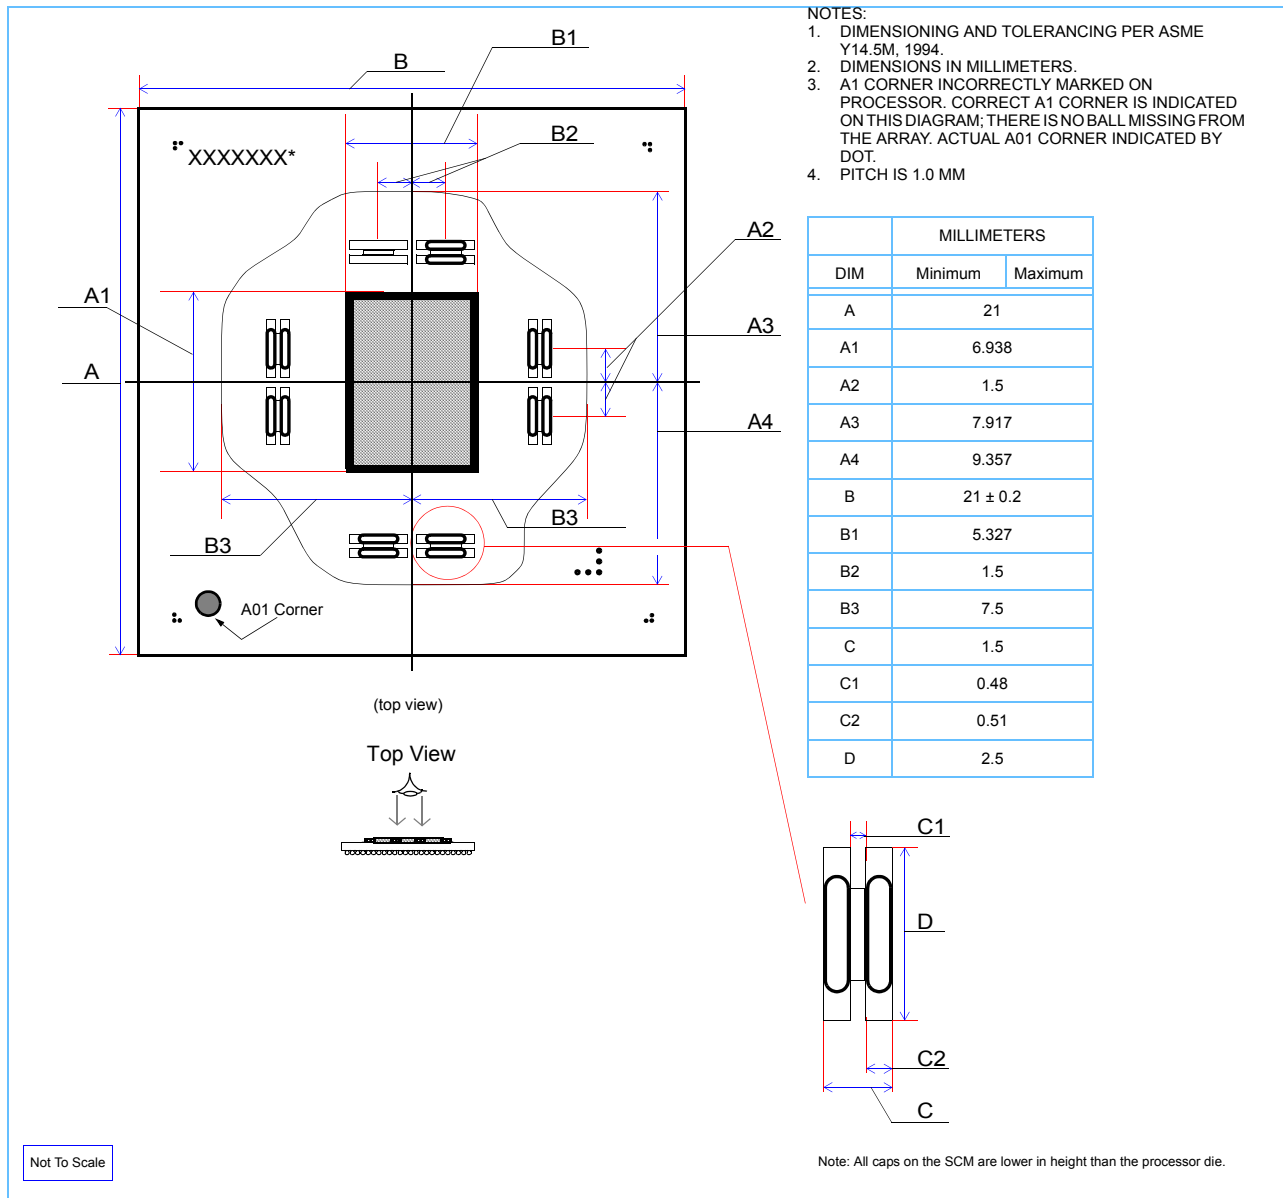 NOTES:
1. DIMENSIONING AND TOLERANCING PER ASME
Y14.5M, 1994.
2. DIMENSIONS IN MILLIMETERS.
3. A1 CORNER INCORRECTLY MARKED ON
PROCESSOR. CORRECT A1 CORNER IS INDICATED
ON THIS DIAGRAM; THERE IS NO BALL MISSING FROM
THE ARRAY. ACTUAL A01 CORNER INDICATED BY
DOT.
4. PITCH IS 1.0 MM
B1
B
B2
XXXXXXX*
A2
A1
A3
A
A4
B3
B3
A01 Corner
(top view)
Top View
MILLIMETERS
DIM Minimum Maximum
A 21
A1 6.938
A2 1.5
A3 7.917
A4 9.357
B 21 ± 0.2
B1 5.327
B2 1.5
B3 7.5
C 1.5
C1 0.48
C2 0.51
D 2.5
C1
D
C2
C
Not To Scale
Note: All caps on the SCM are lower in height than the processor die.